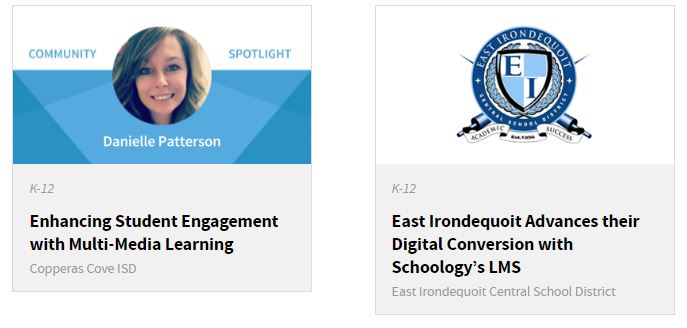 COMMUNITY SPOTLIGHT
Danielle Patterson
K-12
Enhancing Student Engagement
with Multi-Media Learning
Copperas Cove ISD
EAST IRONDEQUOIT
E I
CENTRAL SCHOOL DISTRICT
ACADEMIC SUCCESS
EST.1956
K-12
East Irondequoit Advances their
Digital Conversion with
Schoology’s LMS
East Irondequoit Central School District